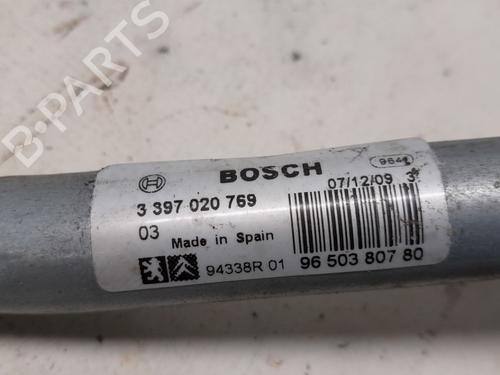 B-PARTS
BOSCH
9641
3 397 020 769
07/12/09 3
03
Made in Spain
94338R 01
96 503 807 80